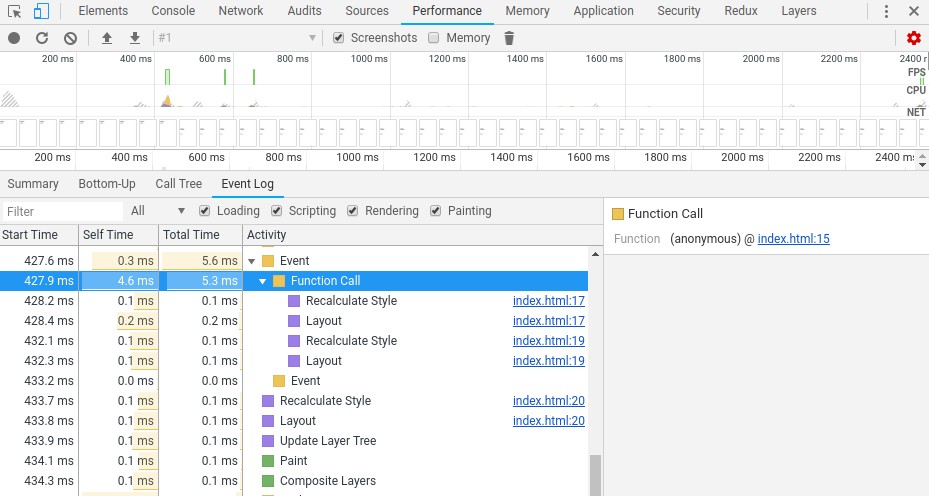 Elements Console Network Audits Sources Performance Memory Application Security Redux Layers
#1 Screenshots Memory
200 ms 400 ms 600 ms 800 ms 1000 ms 1200 ms 1400 ms 1600 ms 1800 ms 2000 ms 2200 ms 2400 r
FPS
CPU
NET
200 ms 400 ms 600 ms 800 ms 1000 ms 1200 ms 1400 ms 1600 ms 1800 ms 2000 ms 2200 ms 2400 ms
Summary Bottom-Up Call Tree Event Log
Filter All Loading Scripting Rendering Painting
Start Time Self Time Total Time Activity
427.6 ms 0.3 ms 5.6 ms Event
427.9 ms 4.6 ms 5.3 ms Function Call
428.2 ms 0.1 ms 0.1 ms Recalculate Style index.html:17
428.4 ms 0.2 ms 0.2 ms Layout index.html:17
432.1 ms 0.1 ms 0.1 ms Recalculate Style index.html:19
432.3 ms 0.1 ms 0.1 ms Layout index.html:19
433.2 ms 0.0 ms 0.0 ms Event
433.7 ms 0.1 ms 0.1 ms Recalculate Style index.html:20
433.8 ms 0.1 ms 0.1 ms Layout index.html:20
433.9 ms 0.1 ms 0.1 ms Update Layer Tree
434.1 ms 0.1 ms 0.1 ms Paint
434.3 ms 0.1 ms 0.1 ms Composite Layers
Function Call
Function (anonymous) @ index.html:15